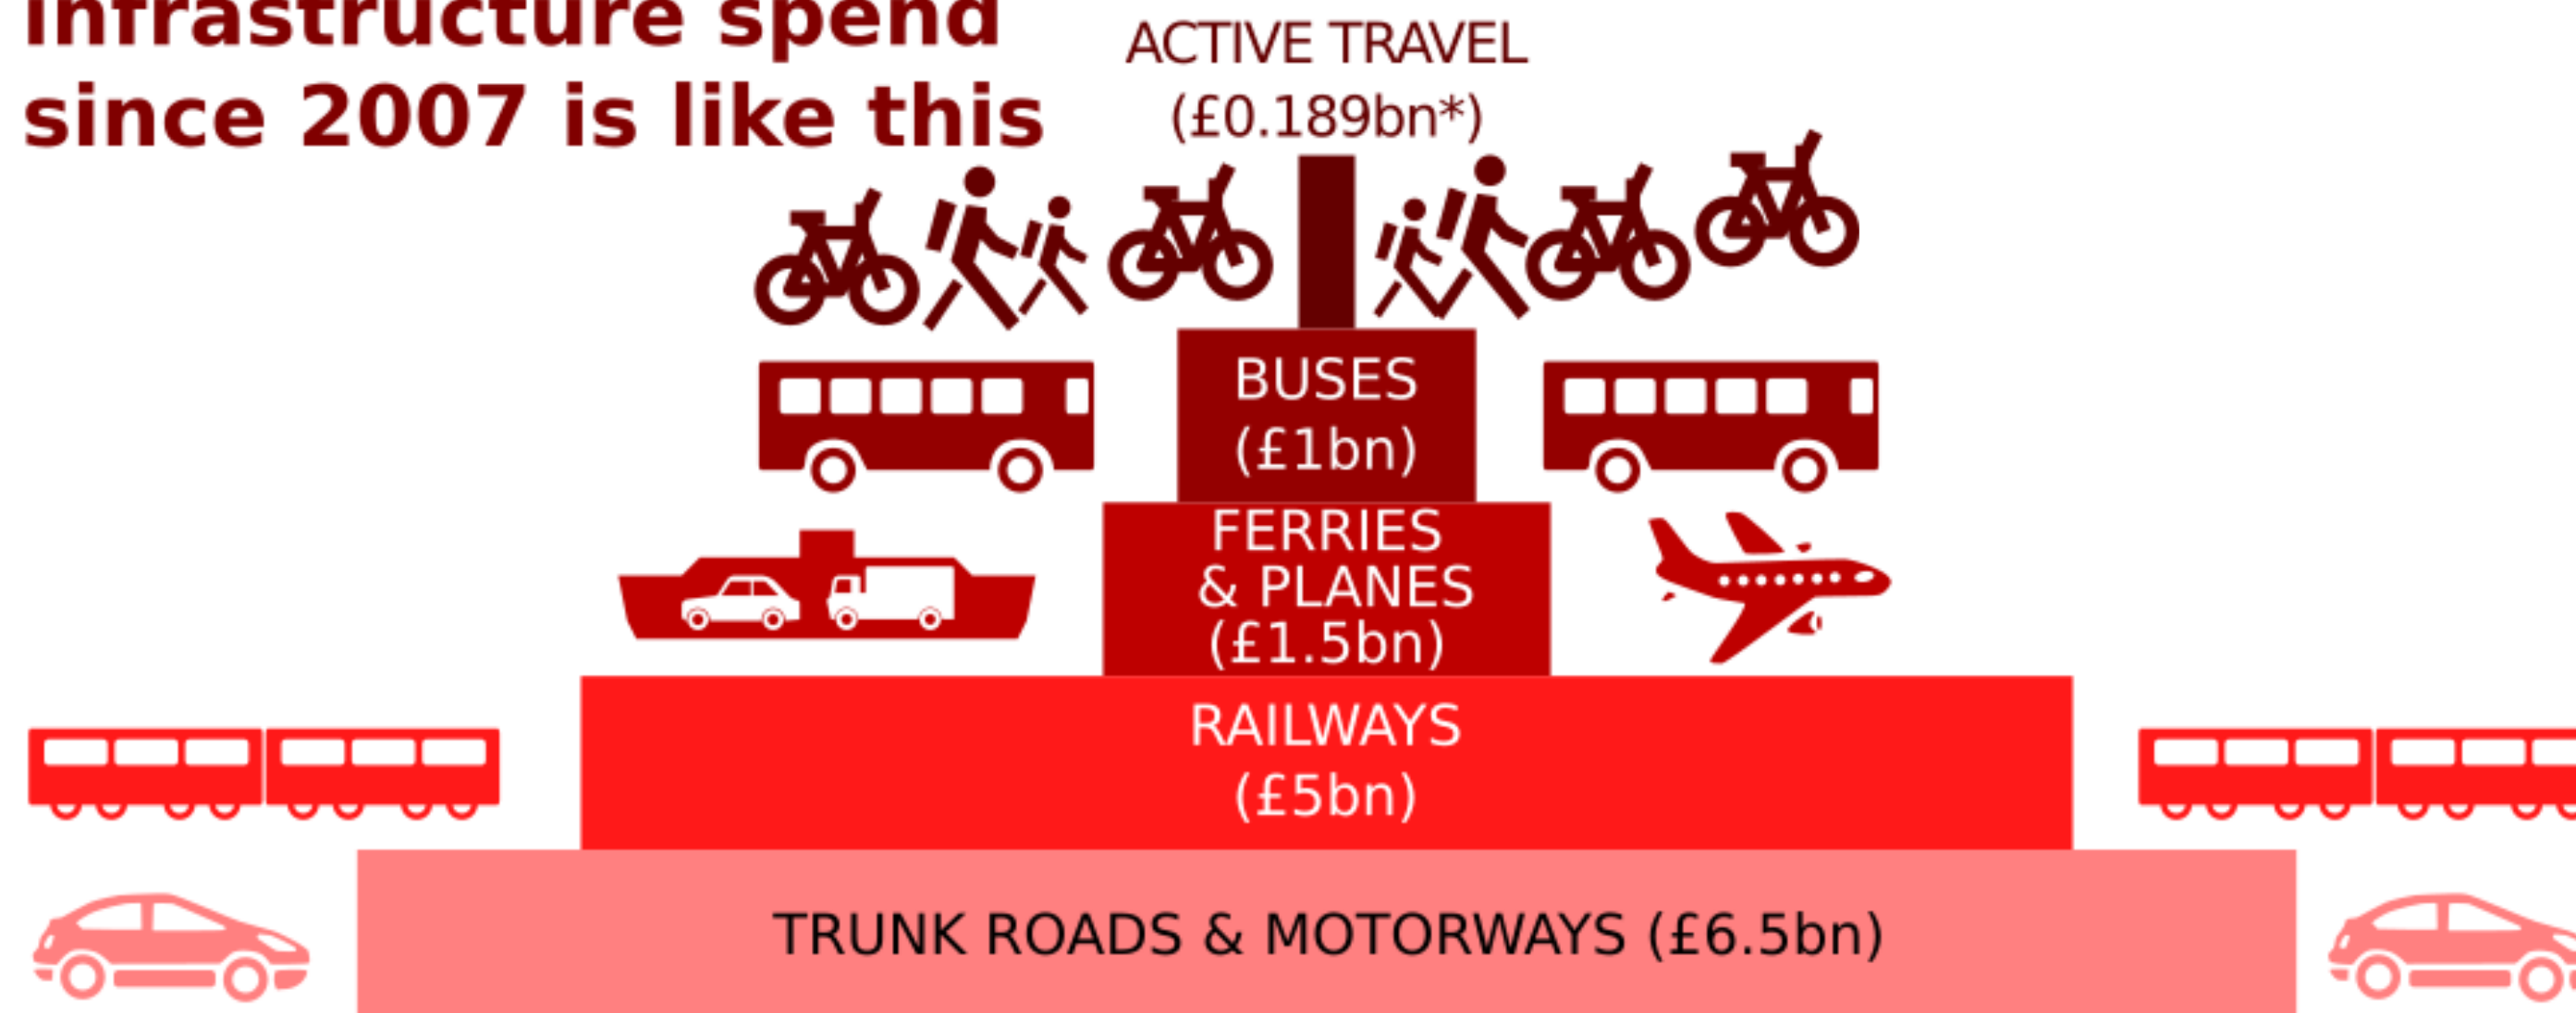 infrastructure spend
since 2007 is like this
ACTIVE TRAVEL
(£0.189bn*)
BUSES
(£1bn)
FERRIES
& PLANES
(£1.5bn)
RAILWAYS
(£5bn)
TRUNK ROADS & MOTORWAYS (£6.5bn)